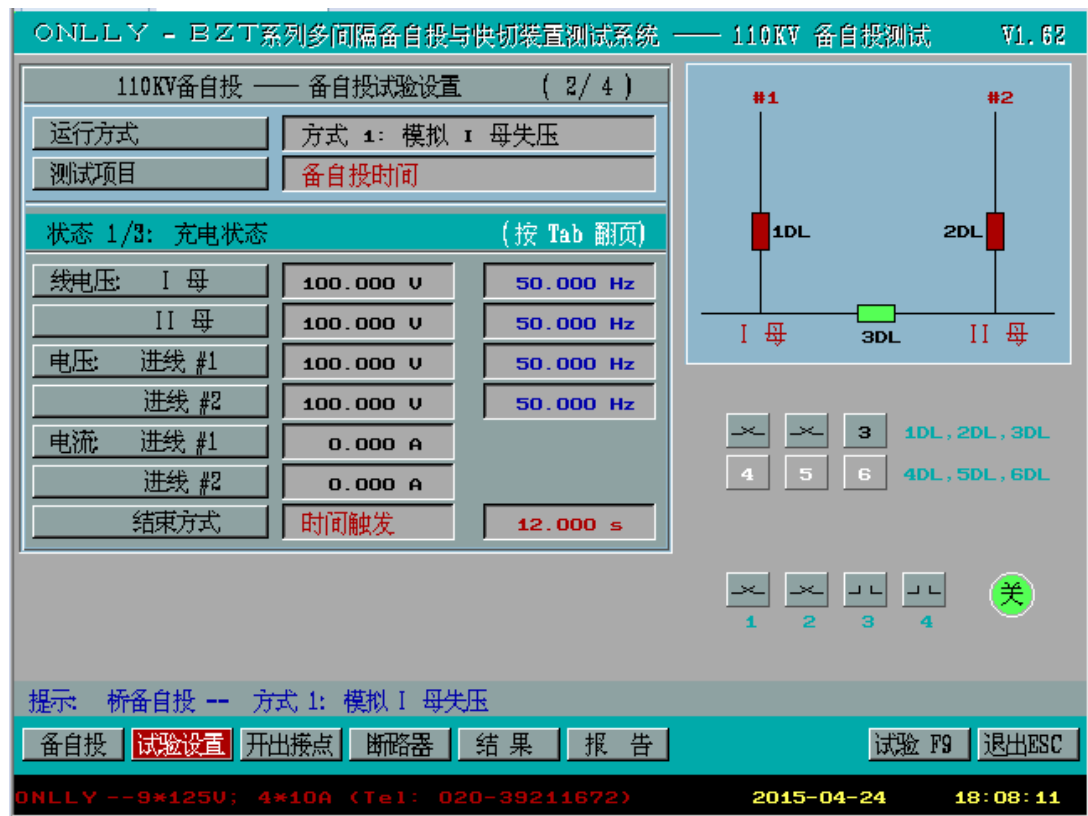 ONLLY - BZT系列多间隔备自投与快切装置测试系统 —— 110KV 备自投测试 V1.62
110KV备自投 —— 备自投试验设置 ( 2/ 4 )
运行方式 方式 1: 模拟 I 母失压
测试项目 备自投时间
状态 1/3: 充电状态 (按 Tab 翻页)
线电压: I 母 100.000 V 50.000 Hz
II 母 100.000 V 50.000 Hz
电压: 进线 #1 100.000 V 50.000 Hz
进线 #2 100.000 V 50.000 Hz
电流: 进线 #1 0.000 A
进线 #2 0.000 A
结束方式 时间触发 12.000 s
#1 #2
1DL 2DL
I 母 3DL II 母
3 1DL,2DL,3DL
4 5 6 4DL,5DL,6DL
关
1 2 3 4
提示: 桥备自投 -- 方式 1: 模拟 I 母失压
备自投 试验设置 开出接点 断路器 结 果 报 告 试验 F9 退出ESC
ONLLY --9*125V; 4*10A (Tel: 020-39211672) 2015-04-24 18:08:11